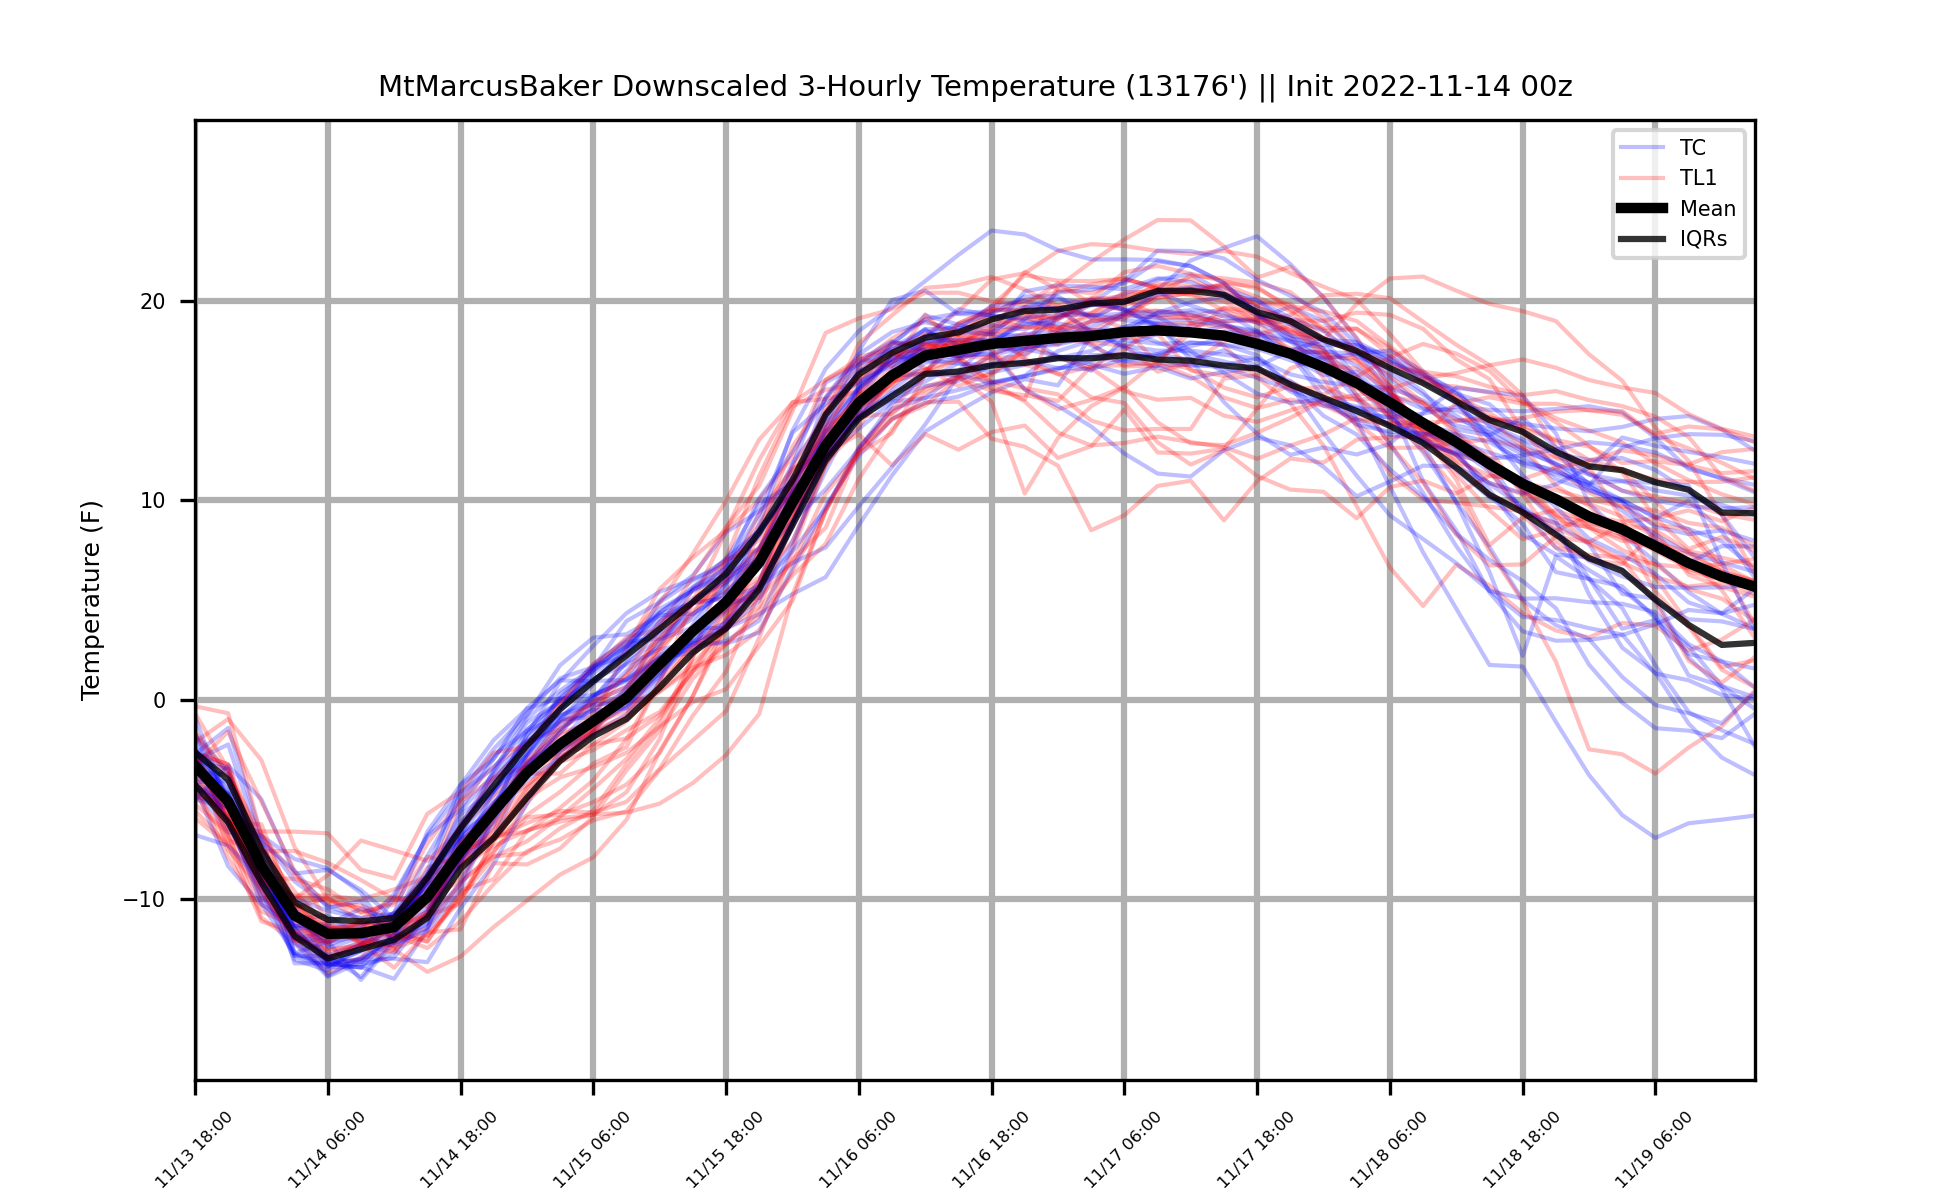 MtMarcusBaker Downscaled 3-Hourly Temperature (13176') || Init 2022-11-14 00z
TC
TL1
Mean
IQRs
Temperature (F)
20
10
0
−10
11/13 18:00
11/14 06:00
11/14 18:00
11/15 06:00
11/15 18:00
11/16 06:00
11/16 18:00
11/17 06:00
11/17 18:00
11/18 06:00
11/18 18:00
11/19 06:00